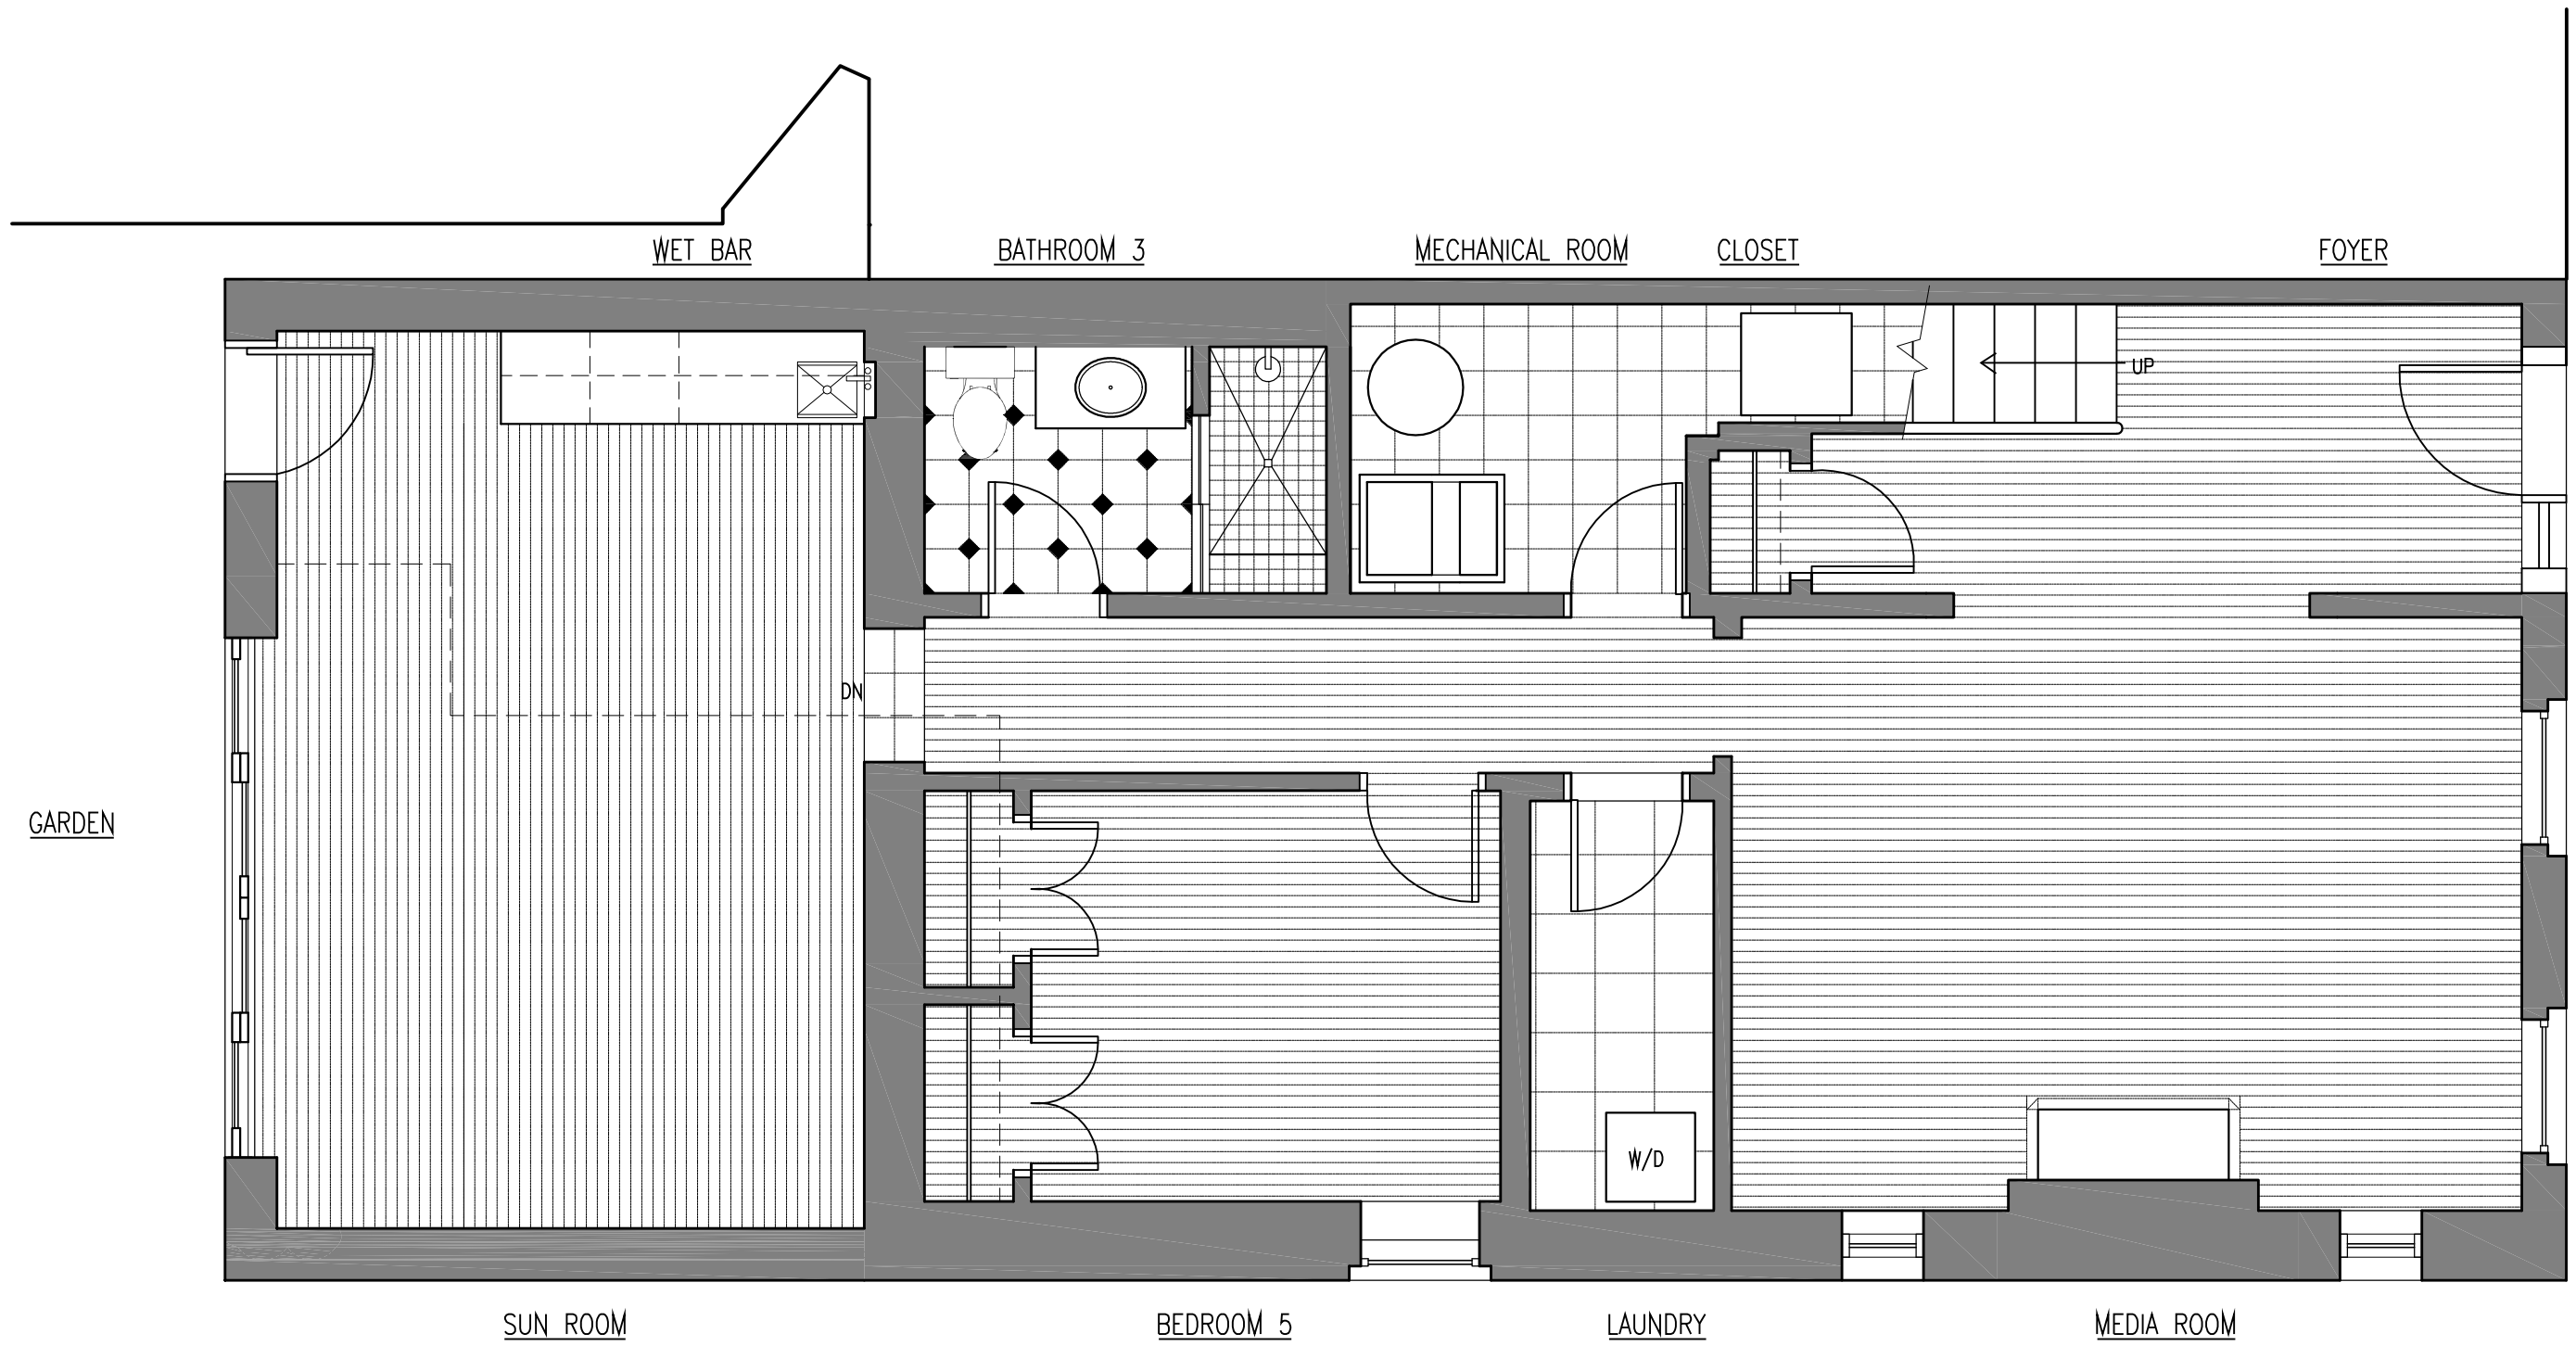 WET BAR
BATHROOM 3
MECHANICAL ROOM
CLOSET
FOYER
UP
DN
GARDEN
W/D
SUN ROOM
BEDROOM 5
LAUNDRY
MEDIA ROOM